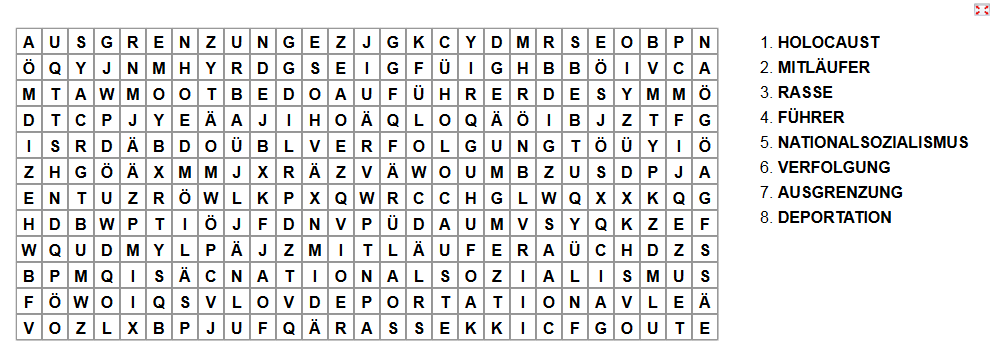 A U S G R E N Z U N G E Z J G K C Y D M R S E O B P N
Ö Q Y J N M H Y R D G S E I G F Ü I G H B B Ö I V C A
M T A W M O O T B E D O A U F Ü H R E R D E S Y M M Ö
D T C P J Y E Ä A J I H O Ä Q L O Q Ä Ö I B J Z T F G
I S R D Ä B D O Ü B L V E R F O L G U N G T Ö Ü Y I Ö
Z H G Ö Ä X M M J X R Ä Z V Ä W O U M B Z U S D P J A
E N T U Z R Ö W L K P X Q W R C C H G L W Q X X K Q G
H D B W P T I Ö J F D N V P Ü D A U M V S Y Q K Z E F
W Q U D M Y L P Ä J Z M I T L Ä U F E R A Ü C H D Z S
B P M Q I S Ä C N A T I O N A L S O Z I A L I S M U S
F Ö W O I Q S V L O V D E P O R T A T I O N A V L E Ä
V O Z L X B P J U F Q Ä R A S S E K K I C F G O U T E
1. HOLOCAUST
2. MITLÄUFER
3. RASSE
4. FÜHRER
5. NATIONALSOZIALISMUS
6. VERFOLGUNG
7. AUSGRENZUNG
8. DEPORTATION